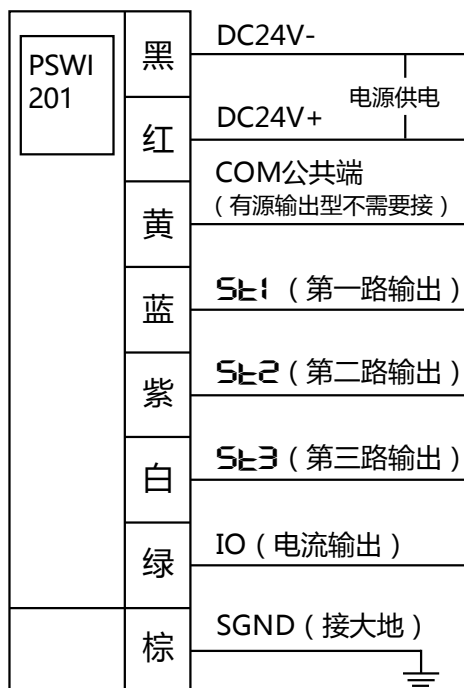 PSWI
201
黑
DC24V-
电源供电
红
DC24V+
黄
COM公共端
（有源输出型不需要接）
蓝
St1（第一路输出）
紫
St2（第二路输出）
白
St3（第三路输出）
绿
IO（电流输出）
棕
SGND（接大地）